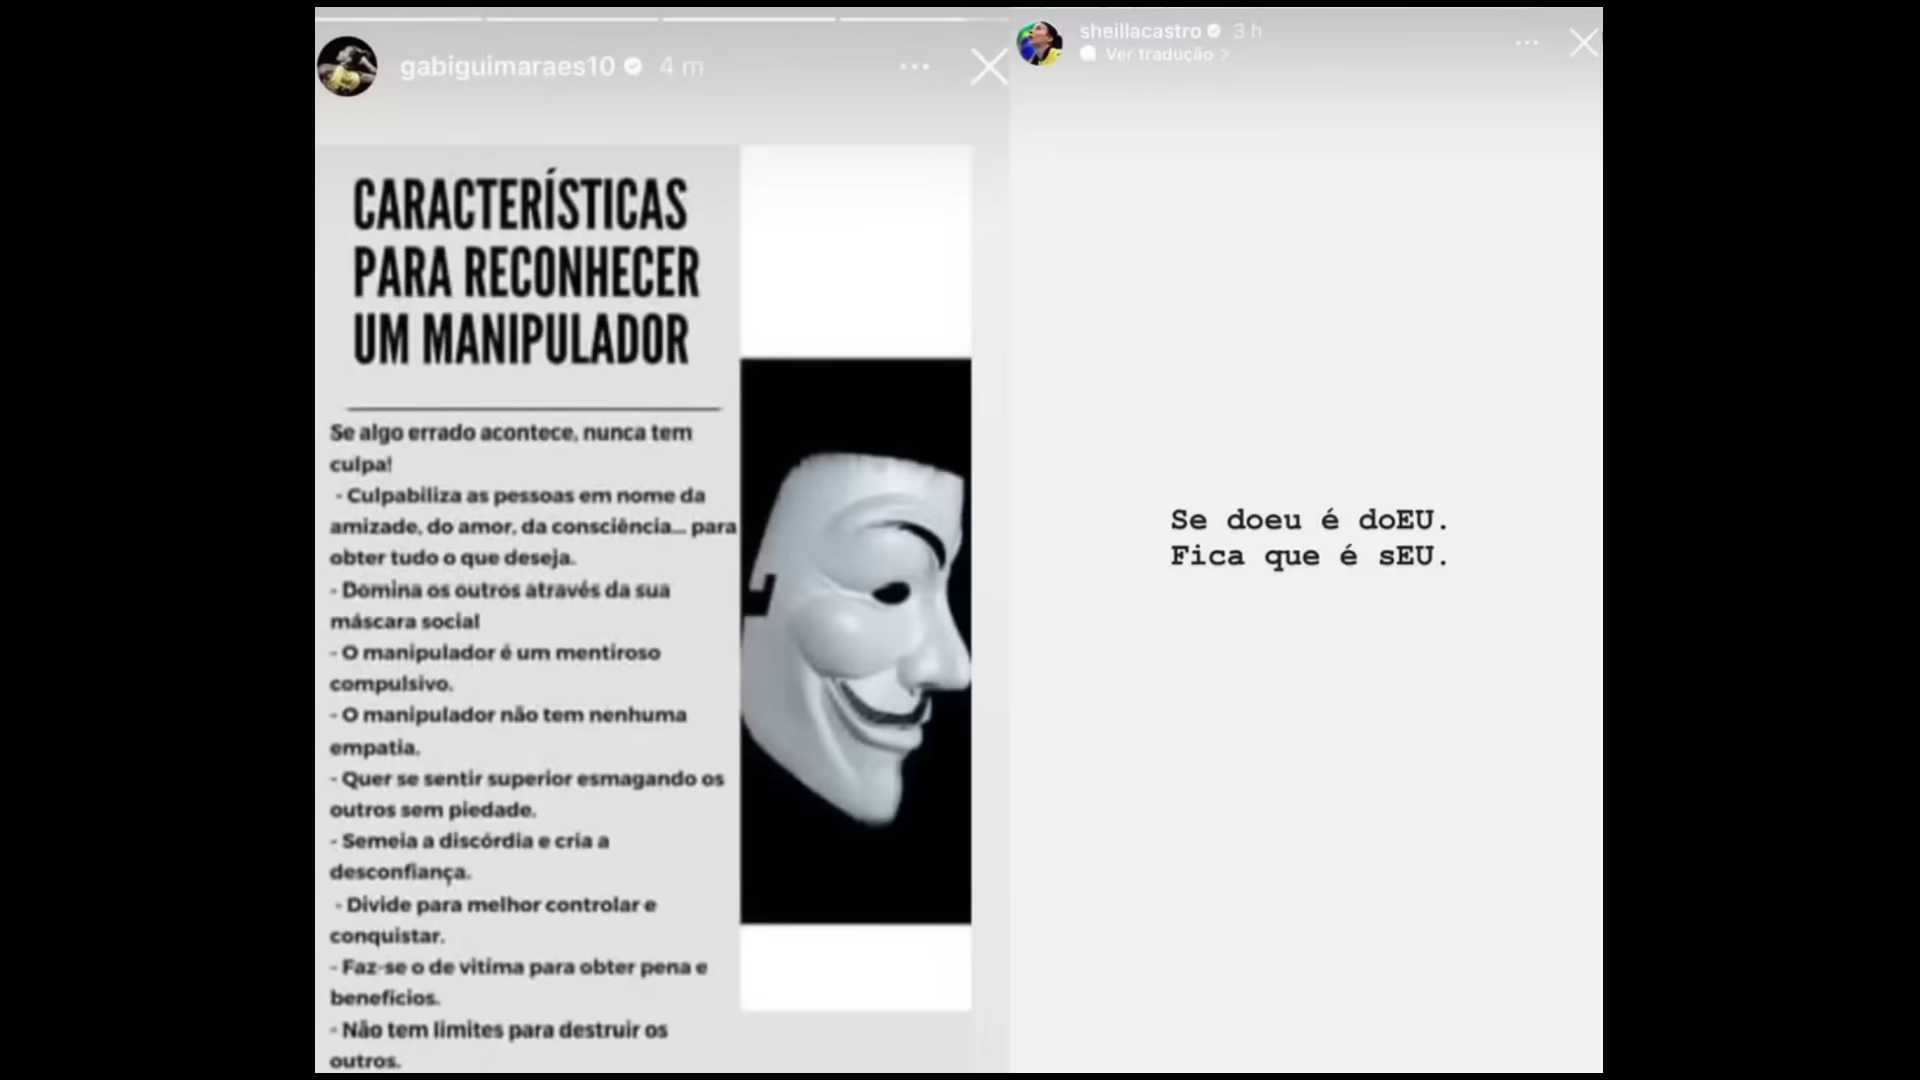 gabiguimaraes10 4 m
CARACTERÍSTICAS
PARA RECONHECER
UM MANIPULADOR
Se algo errado acontece, nunca tem
culpa!
- Culpabiliza as pessoas em nome da
amizade, do amor, da consciência... para
obter tudo o que deseja.
- Domina os outros através da sua
máscara social
- O manipulador é um mentiroso
compulsivo.
- O manipulador não tem nenhuma
empatia.
- Quer se sentir superior esmagando os
outros sem piedade.
- Semeia a discórdia e cria a
desconfiança.
- Divide para melhor controlar e
conquistar.
- Faz-se o de vitima para obter pena e
benefícios.
- Não tem limites para destruir os
outros.
sheillacastro 3 h
Ver tradução >
Se doeu é doEU.
Fica que é sEU.